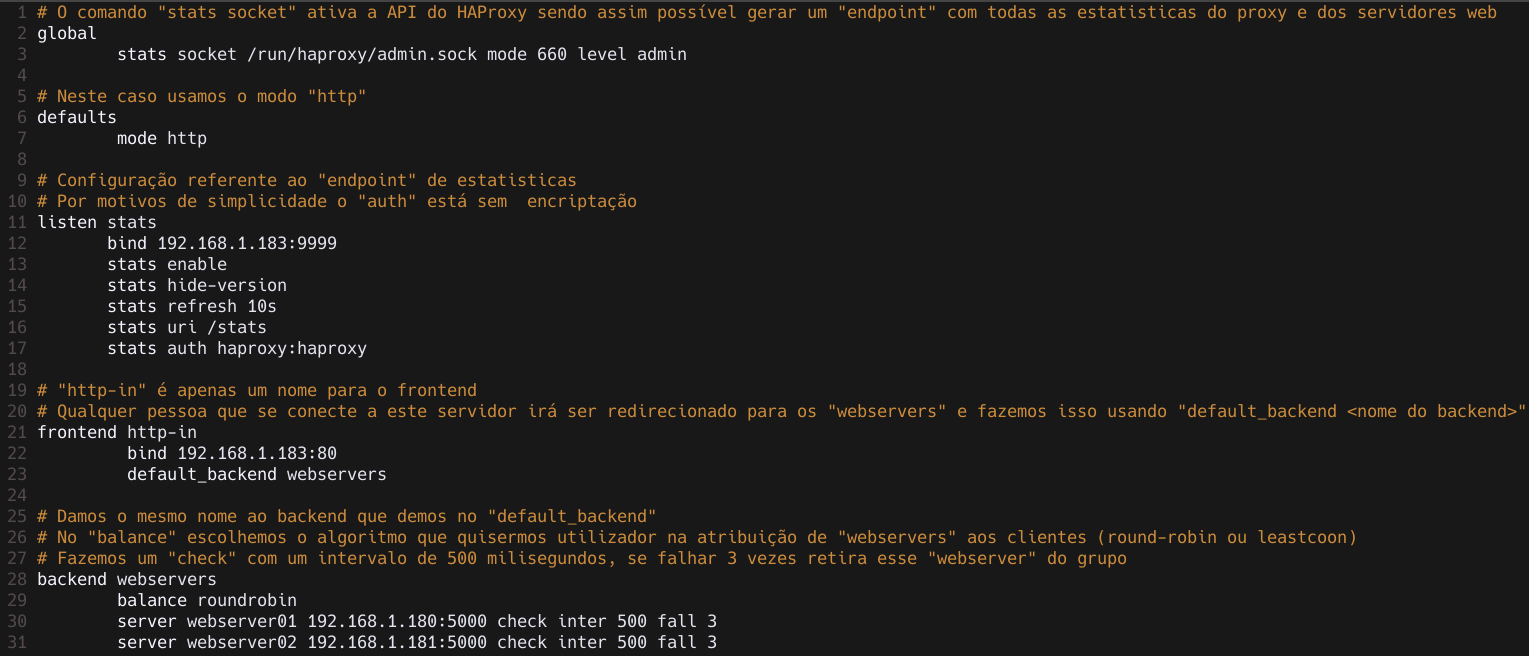 1 # O comando "stats socket" ativa a API do HAProxy sendo assim possível gerar um "endpoint" com todas as estatisticas do proxy e dos servidores web
2 global
3         stats socket /run/haproxy/admin.sock mode 660 level admin
4
5 # Neste caso usamos o modo "http"
6 defaults
7         mode http
8
9 # Configuração referente ao "endpoint" de estatisticas
10 # Por motivos de simplicidade o "auth" está sem  encriptação
11 listen stats
12        bind 192.168.1.183:9999
13        stats enable
14        stats hide-version
15        stats refresh 10s
16        stats uri /stats
17        stats auth haproxy:haproxy
18
19 # "http-in" é apenas um nome para o frontend
20 # Qualquer pessoa que se conecte a este servidor irá ser redirecionado para os "webservers" e fazemos isso usando "default_backend <nome do backend>"
21 frontend http-in
22          bind 192.168.1.183:80
23          default_backend webservers
24
25 # Damos o mesmo nome ao backend que demos no "default_backend"
26 # No "balance" escolhemos o algoritmo que quisermos utilizador na atribuição de "webservers" aos clientes (round-robin ou leastcoon)
27 # Fazemos um "check" com um intervalo de 500 milisegundos, se falhar 3 vezes retira esse "webserver" do grupo
28 backend webservers
29         balance roundrobin
30         server webserver01 192.168.1.180:5000 check inter 500 fall 3
31         server webserver02 192.168.1.181:5000 check inter 500 fall 3